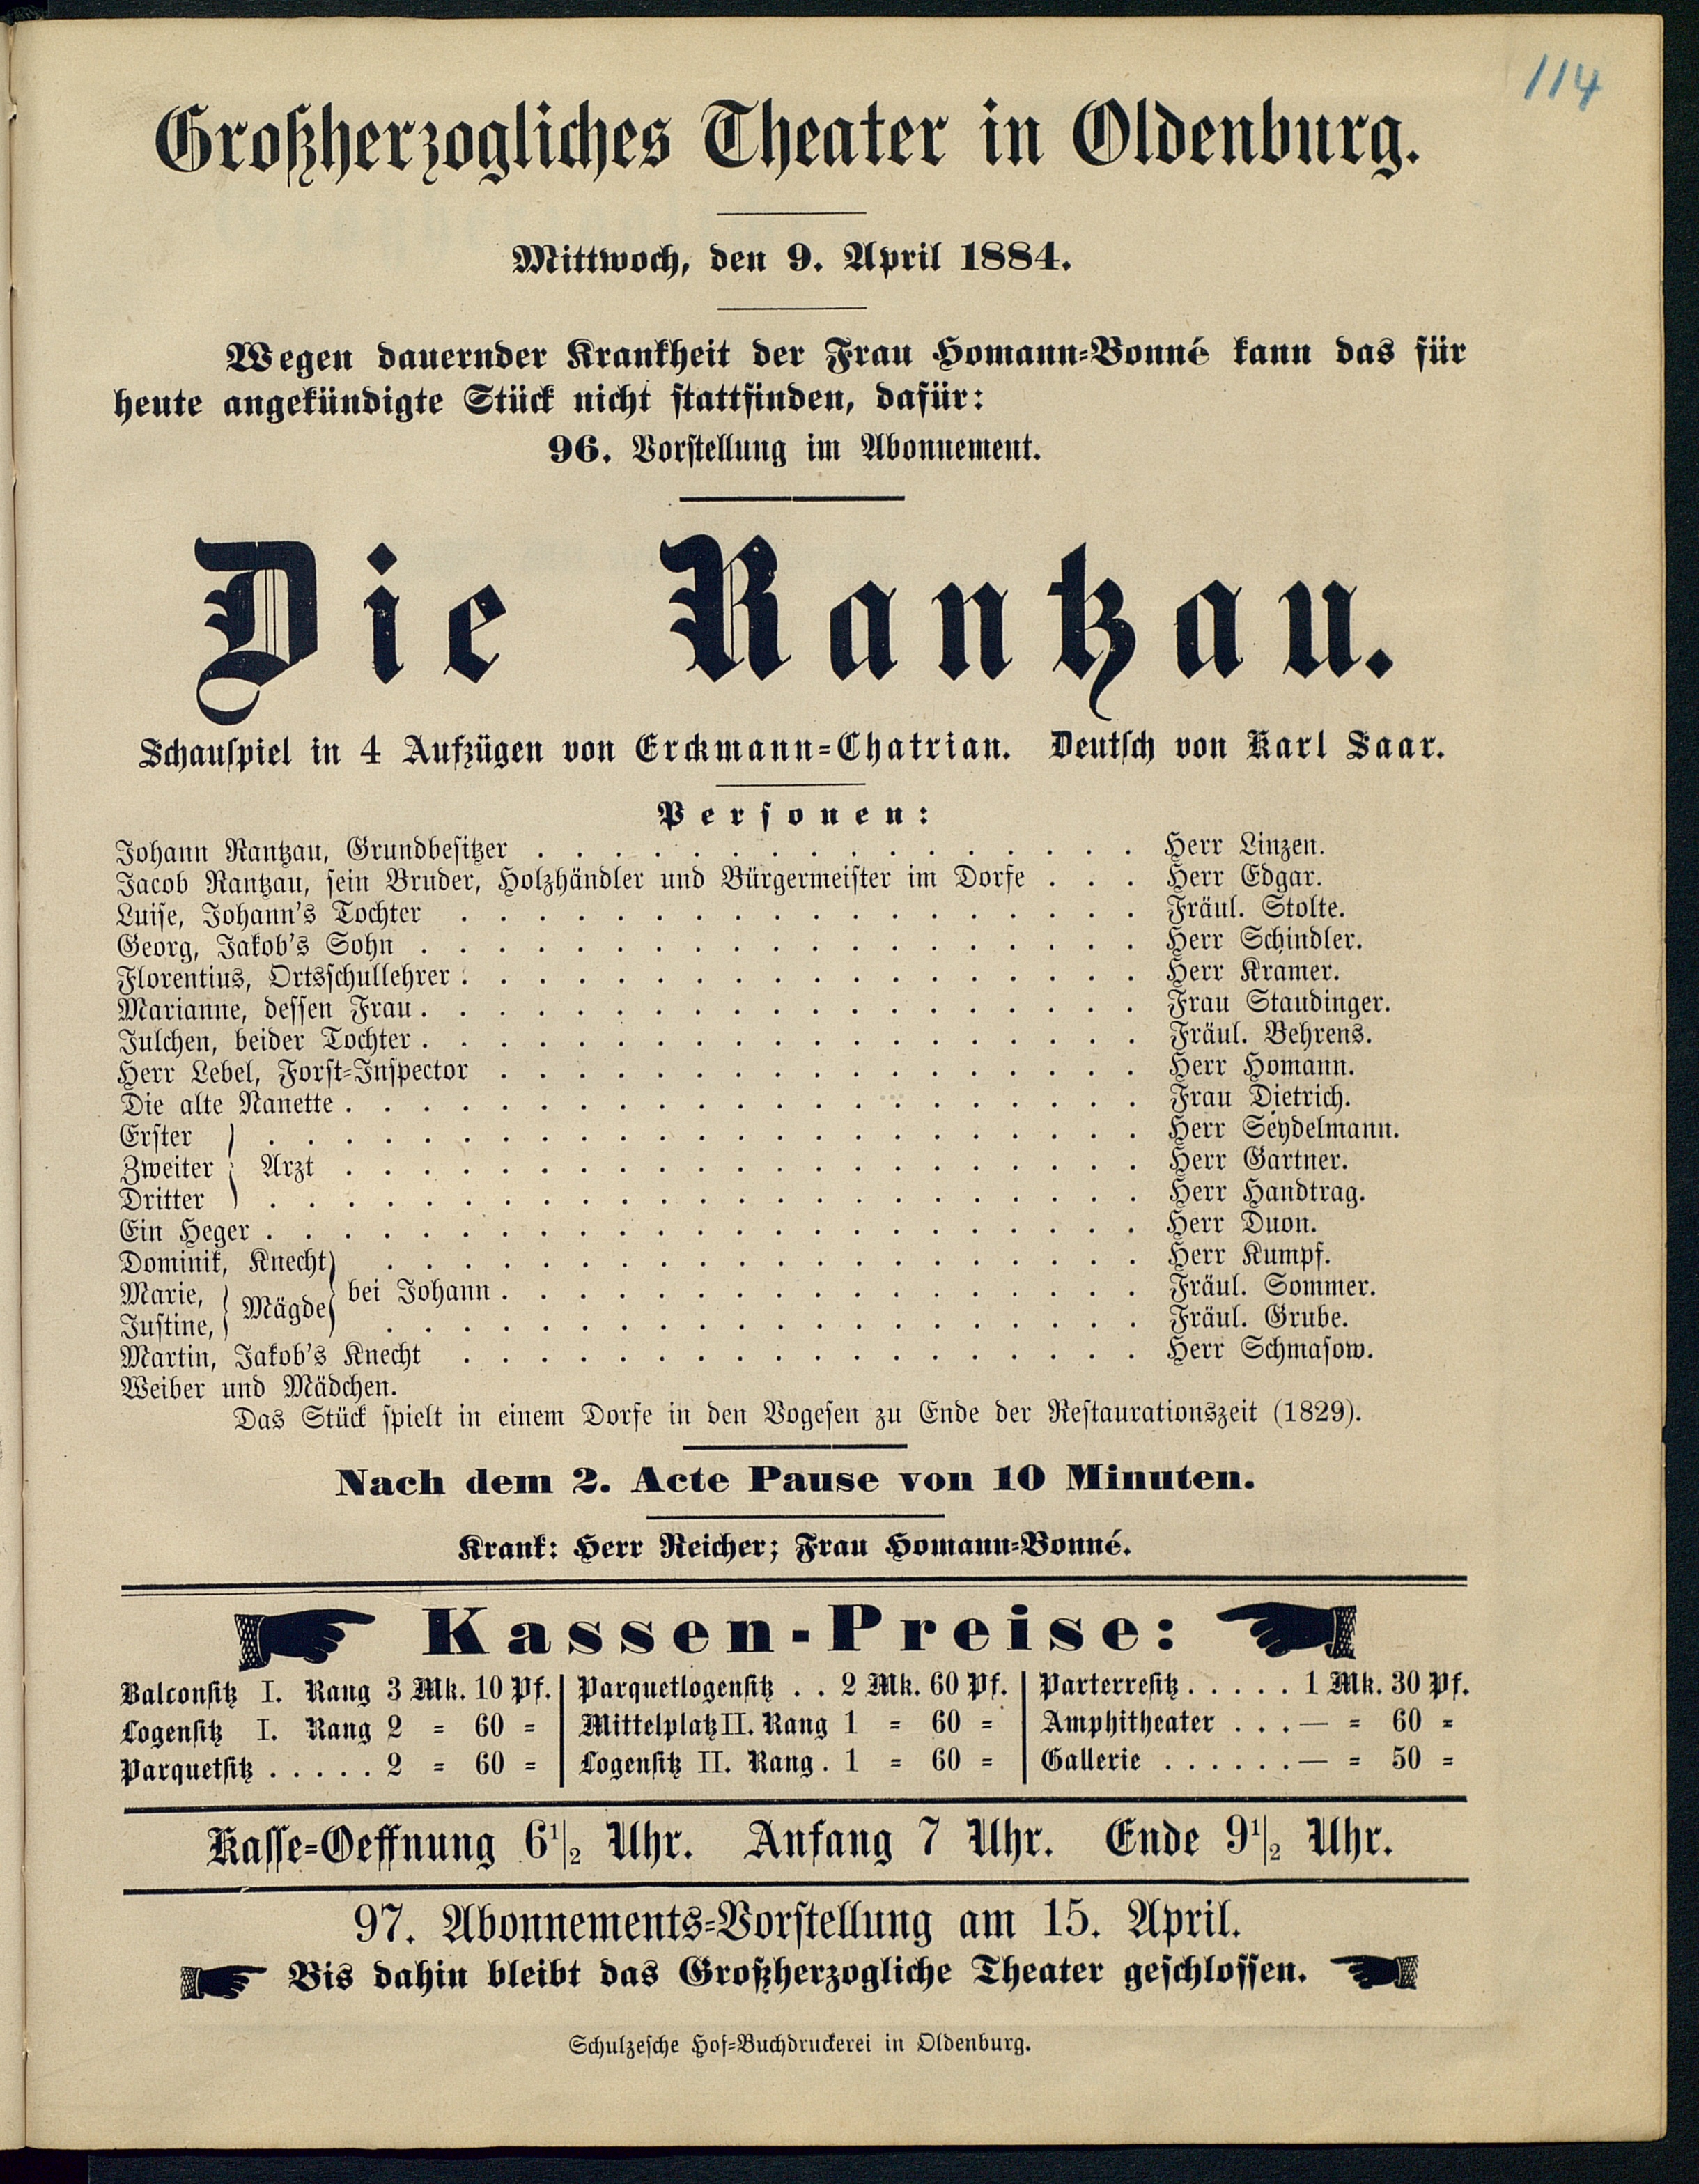 114
Großherzogliches Theater in Oldenburg.
Mittwoch, den 9. April 1884.
Wegen dauernder Krankheit der Frau Homann-Bonné kann das für
heute angekündigte Stück nicht stattfinden, dafür:
96. Vorstellung im Abonnement.
Die Rantzau.
Schauspiel in 4 Aufzügen von Erckmann-Chatrian. Deutsch von Karl Saar.
Personen:
Johann Rantzau, Grundbesitzer . . . . . . . . . . . . . . . . Herr Linzen.
Jacob Rantzau, sein Bruder, Holzhändler und Bürgermeister im Dorfe . . . Herr Edgar.
Luise, Johann's Tochter . . . . . . . . . . . . . . . . . . Fräul. Stolte.
Georg, Jakob's Sohn . . . . . . . . . . . . . . . . . . . Herr Schindler.
Florentius, Ortsschullehrer . . . . . . . . . . . . . . . . . . Herr Kramer.
Marianne, dessen Frau . . . . . . . . . . . . . . . . . . . Frau Staudinger.
Julchen, beider Tochter . . . . . . . . . . . . . . . . . . . Fräul. Behrens.
Herr Lebel, Forst-Inspector . . . . . . . . . . . . . . . . . Herr Homann.
Die alte Nanette . . . . . . . . . . . . . . . . . . . . . Frau Dietrich.
Erster . . . . . . . . . . . . . . . . . . . . . . . Herr Seydelmann.
Zweiter } Arzt . . . . . . . . . . . . . . . . . . . . . Herr Gartner.
Dritter . . . . . . . . . . . . . . . . . . . . . . . Herr Handtrag.
Ein Heger . . . . . . . . . . . . . . . . . . . . . . . Herr Duon.
Dominik, Knecht } . . . . . . . . . . . . . . . . . . . . Herr Kumpf.
Marie, } Mägde } bei Johann . . . . . . . . . . . . . . . . . Fräul. Sommer.
Justine, } . . . . . . . . . . . . . . . . . . . . Fräul. Grube.
Martin, Jakob's Knecht . . . . . . . . . . . . . . . . . . Herr Schmasow.
Weiber und Mädchen.
Das Stück spielt in einem Dorfe in den Vogesen zu Ende der Restaurationszeit (1829).
Nach dem 2. Acte Pause von 10 Minuten.
Krank: Herr Reicher; Frau Homann-Bonné.
Kassen-Preise:
Balconsitz I. Rang 3 Mk. 10 Pf. | Parquetlogensitz . . 2 Mk. 60 Pf. | Parterresitz . . . . . 1 Mk. 30 Pf.
Logensitz I. Rang 2 = 60 = | Mittelplatz II. Rang 1 = 60 = | Amphitheater . . . — = 60 =
Parquetsitz . . . . . 2 = 60 = | Logensitz II. Rang . 1 = 60 = | Gallerie . . . . . . — = 50 =
Kasse-Oeffnung 6 1/2 Uhr. Anfang 7 Uhr. Ende 9 1/2 Uhr.
97. Abonnements-Vorstellung am 15. April.
Bis dahin bleibt das Großherzogliche Theater geschlossen.
Schulzesche Hof-Buchdruckerei in Oldenburg.